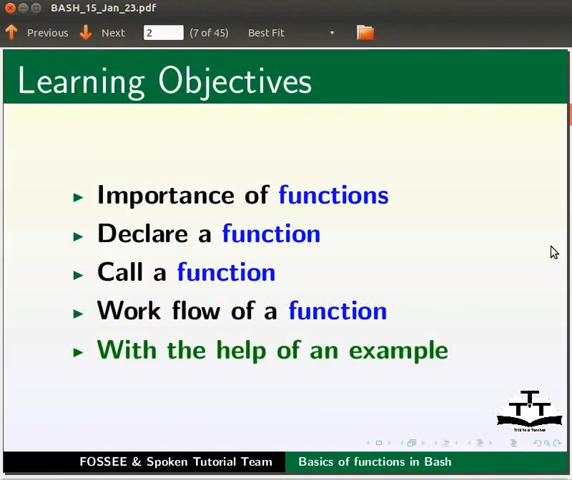 BASH_15_Jan_23.pdf
Previous Next 2 (7 of 45) Best Fit
Learning Objectives
Importance of functions
Declare a function
Call a function
Work flow of a function
With the help of an example
TTT
FOSSEE & Spoken Tutorial Team Basics of functions in Bash